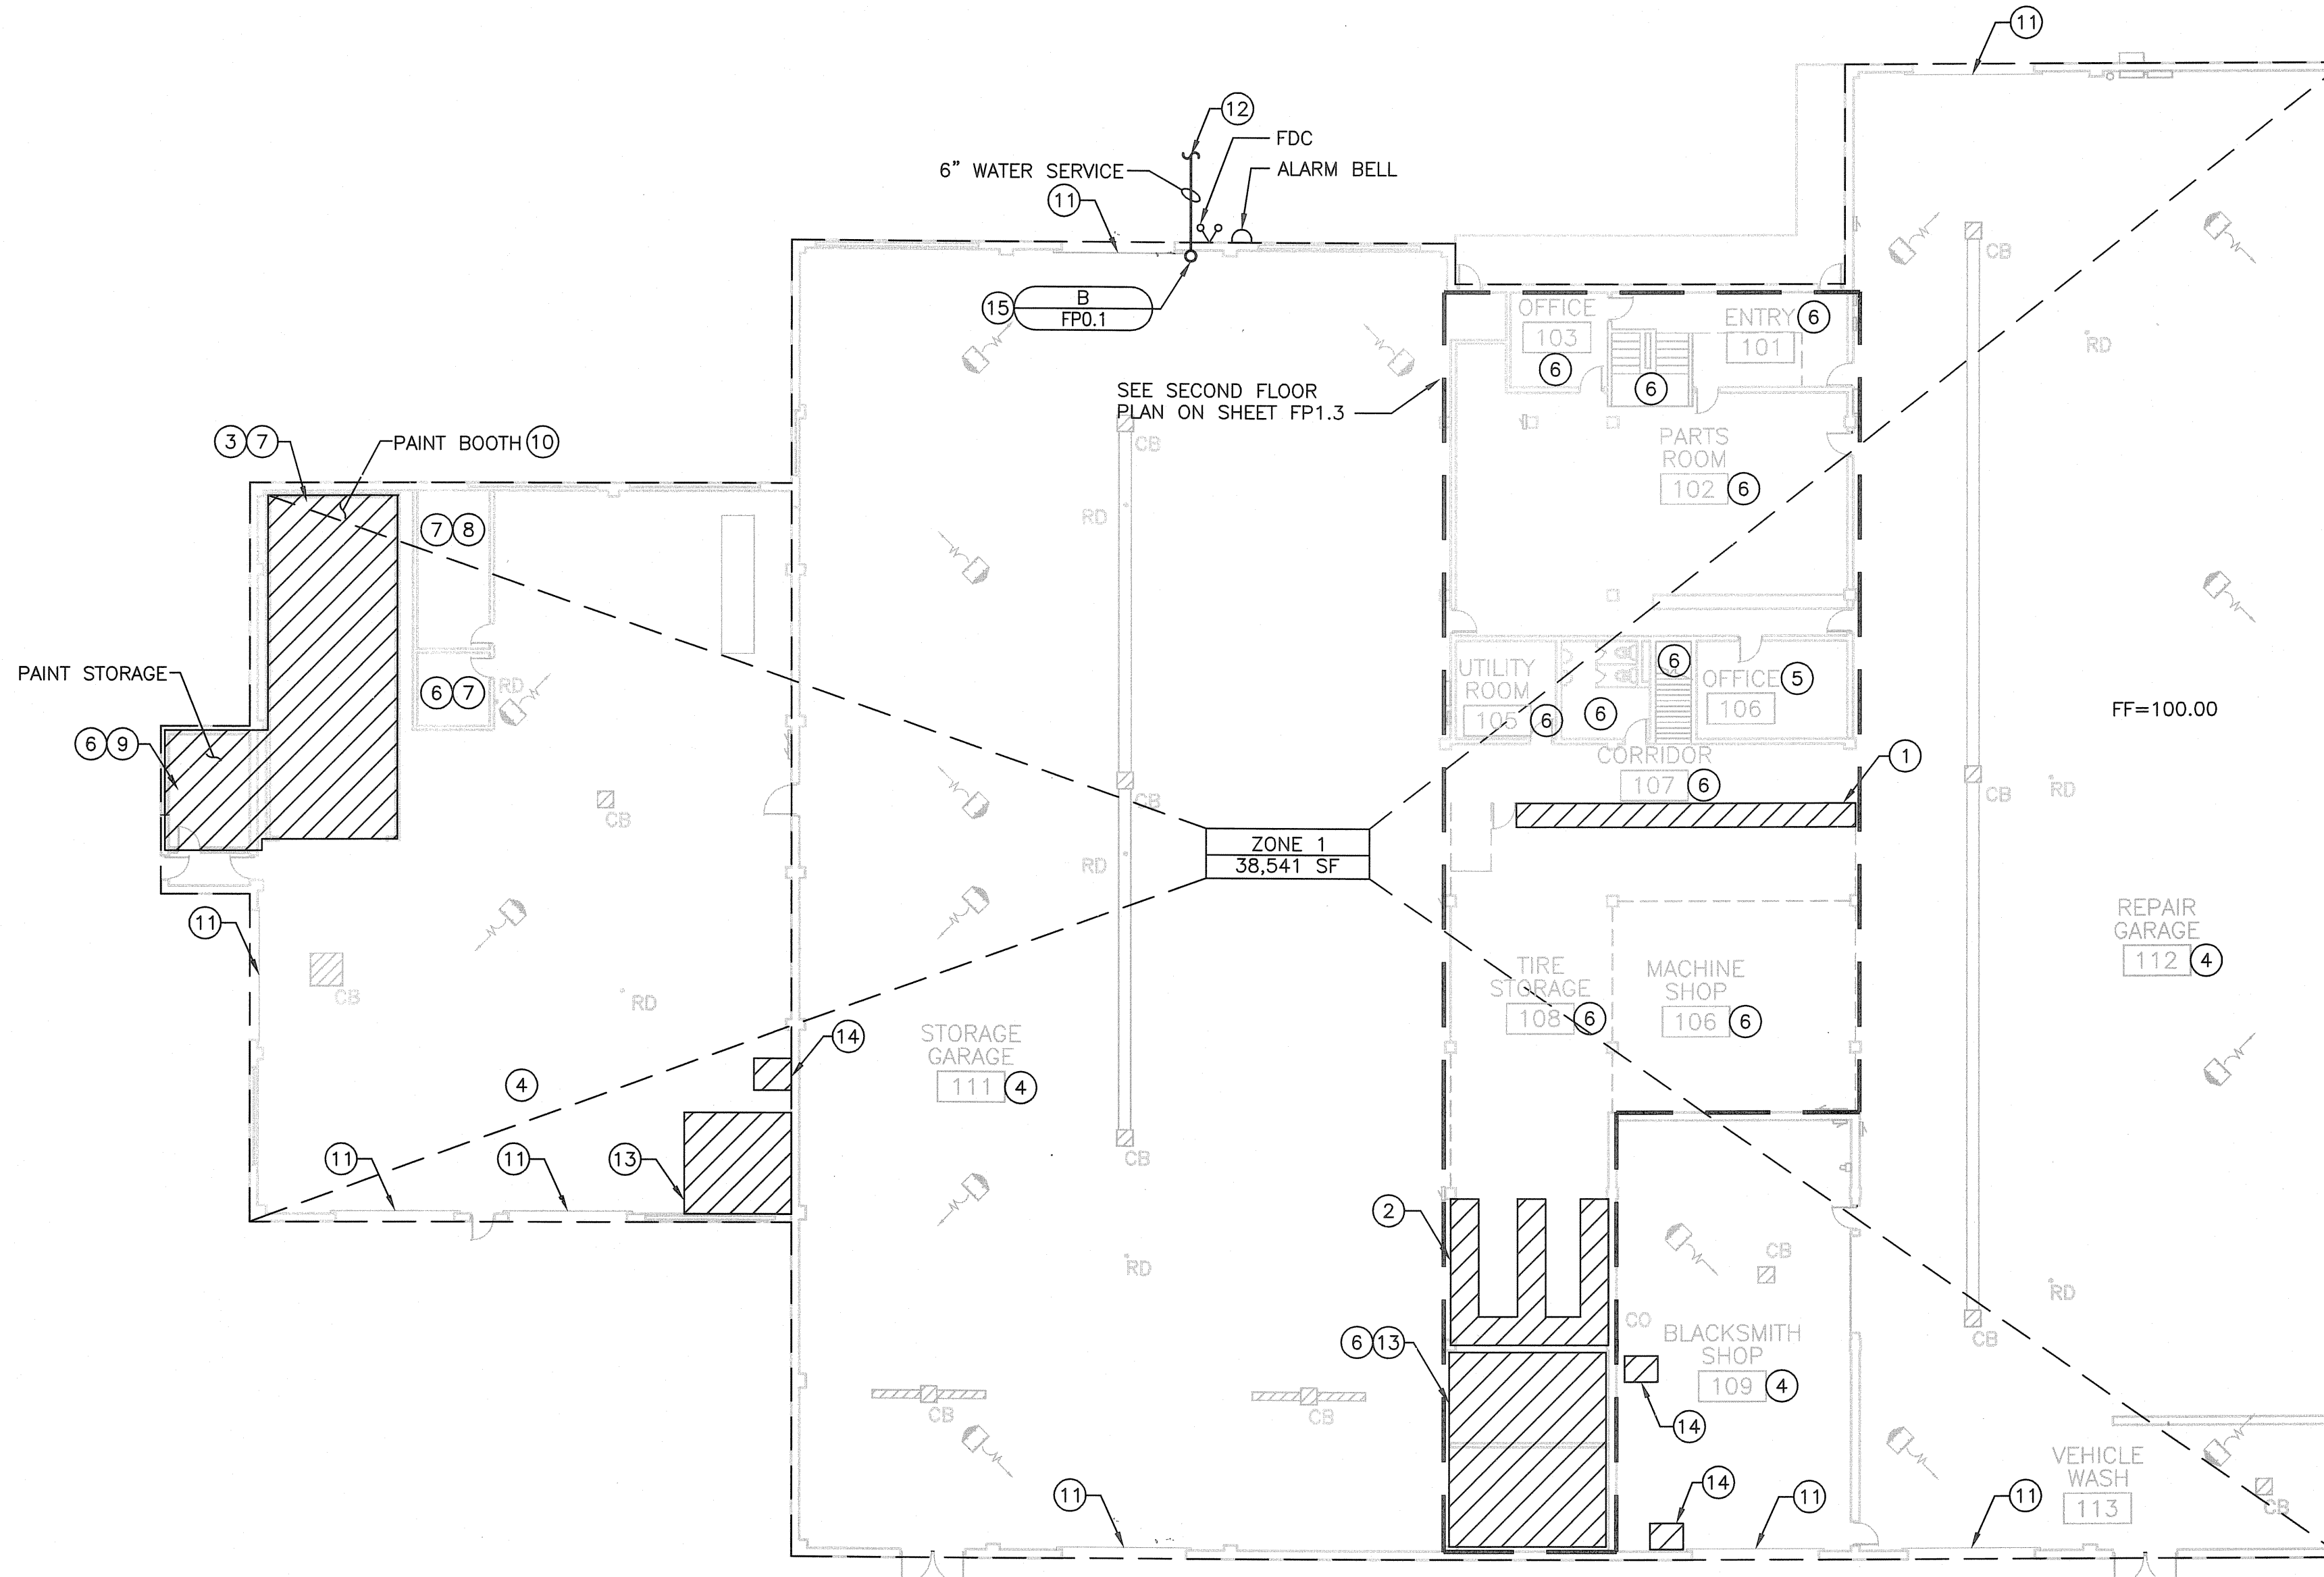 11
12
FDC
6" WATER SERVICE
ALARM BELL
11
B
15
FP0.1
OFFICE
103
6
ENTRY 6
101
6
CB
RD
SEE SECOND FLOOR
PLAN ON SHEET FP1.3
CB
3 7
PAINT BOOTH 10
PARTS
ROOM
102 6
RD
7 8
PAINT STORAGE
6 7
RD
UTILITY
ROOM
105 6
6
6
OFFICE 5
106
FF=100.00
6 9
CORRIDOR
107 6
1
CB
CB
CB
RD
ZONE 1
38,541 SF
RD
11
CB
RD
REPAIR
GARAGE
112 4
TIRE
STORAGE
108 6
MACHINE
SHOP
106 6
STORAGE
GARAGE
111 4
14
4
11
11
13
CB
2
RD
CB
RD
6 13
CO
BLACKSMITH
SHOP
109 4
CB
CB
CB
14
VEHICLE
WASH
113
14
11
11
11
CB